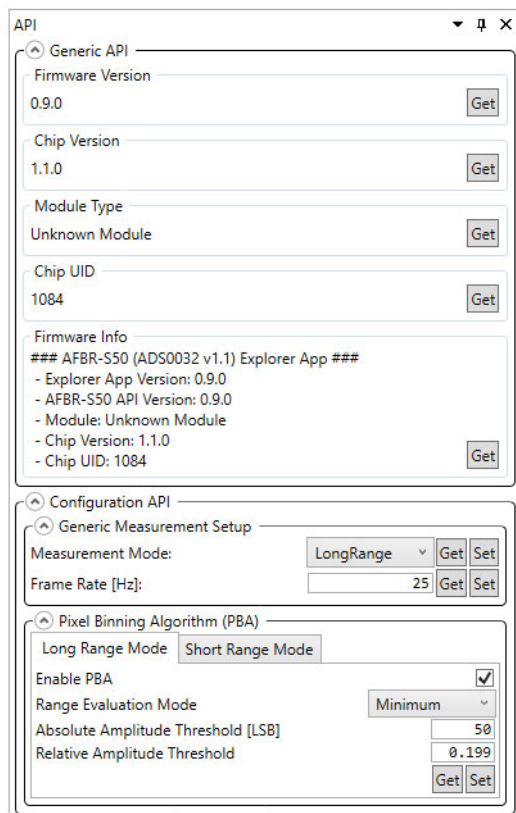 API
Generic API
Firmware Version
0.9.0 Get
Chip Version
1.1.0 Get
Module Type
Unknown Module Get
Chip UID
1084 Get
Firmware Info
### AFBR-S50 (ADS0032 v1.1) Explorer App ###
- Explorer App Version: 0.9.0
- AFBR-S50 API Version: 0.9.0
- Module: Unknown Module
- Chip Version: 1.1.0
- Chip UID: 1084 Get
Configuration API
Generic Measurement Setup
Measurement Mode: LongRange Get Set
Frame Rate [Hz]: 25 Get Set
Pixel Binning Algorithm (PBA)
Long Range Mode Short Range Mode
Enable PBA
Range Evaluation Mode Minimum
Absolute Amplitude Threshold [LSB] 50
Relative Amplitude Threshold 0.199
Get Set